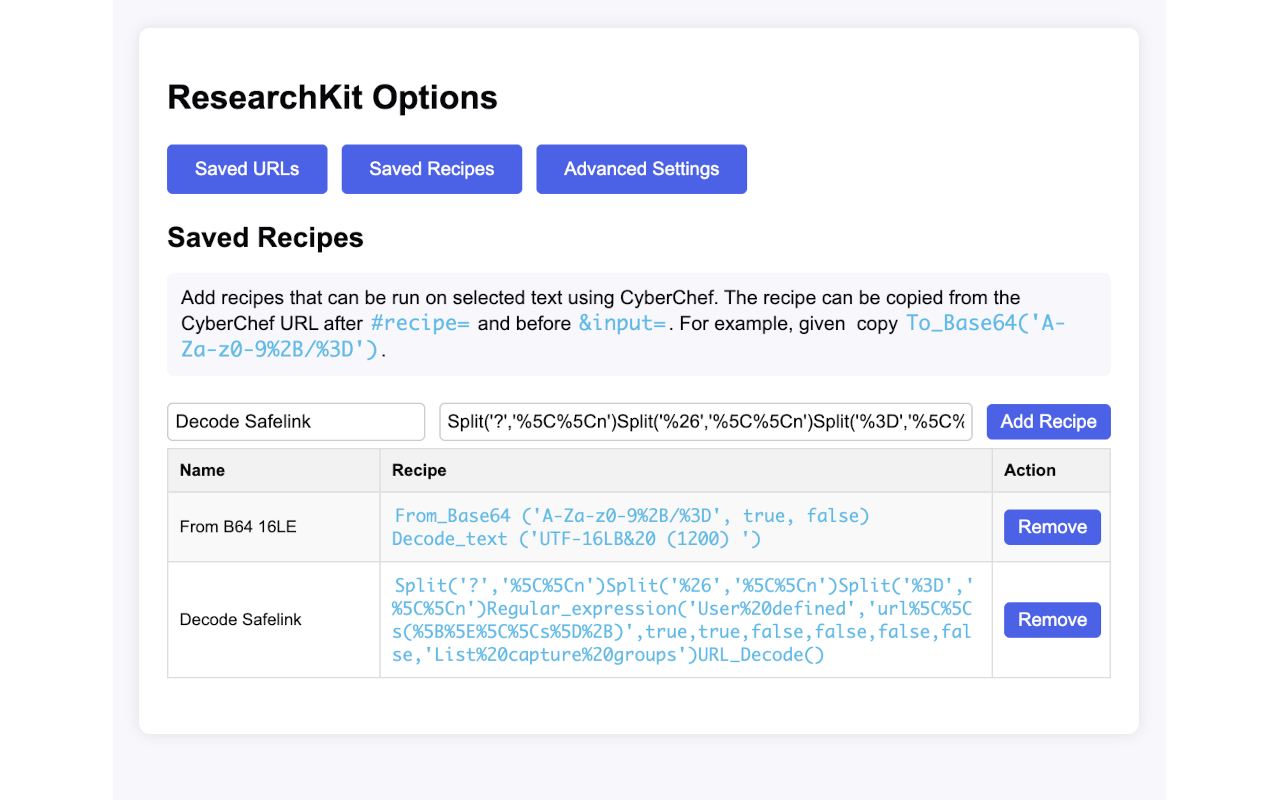 ResearchKit Options
Saved URLs Saved Recipes Advanced Settings
Saved Recipes
Add recipes that can be run on selected text using CyberChef. The recipe can be copied from the
CyberChef URL after #recipe= and before &input=. For example, given copy To_Base64('A-
Za-z0-9%2B/%3D').
Decode Safelink Split('?','%5C%5Cn')Split('%26','%5C%5Cn')Split('%3D','%5C% Add Recipe
Name Recipe Action
From B64 16LE
From_Base64 ('A-Za-z0-9%2B/%3D', true, false)
Decode_text ('UTF-16LB&20 (1200) ')
Remove
Decode Safelink
Split('?','%5C%5Cn')Split('%26','%5C%5Cn')Split('%3D','
%5C%5Cn')Regular_expression('User%20defined','url%5C%5C
s(%5B%5E%5C%5Cs%5D%2B)',true,true,false,false,false,fal
se,'List%20capture%20groups')URL_Decode()
Remove